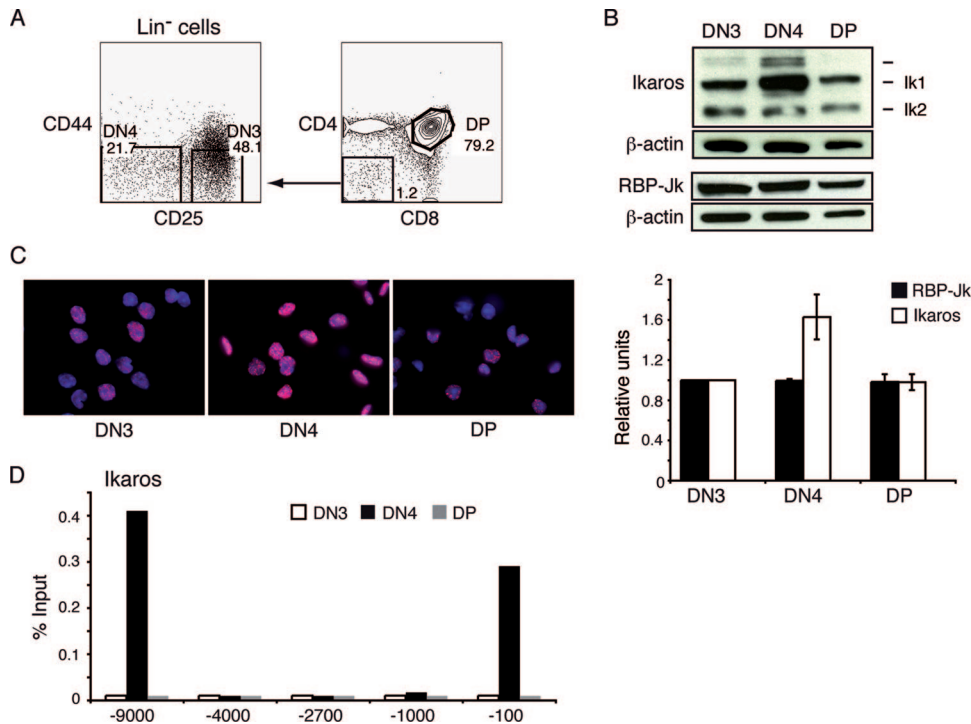 A
Lin⁻ cells
CD44
DN4
21.7
DN3
48.1
CD25
CD4
DP
79.2
1.2
CD8
B
DN3 DN4 DP
Ikaros
Ik1
Ik2
β-actin
RBP-Jk
β-actin
C
DN3
DN4
DP
2
1.6
1.2
0.8
0.4
0
Relative units
RBP-Jk
Ikaros
DN3 DN4 DP
D
Ikaros
DN3 DN4 DP
0.4
0.3
0.2
0.1
0
% Input
-9000 -4000 -2700 -1000 -100